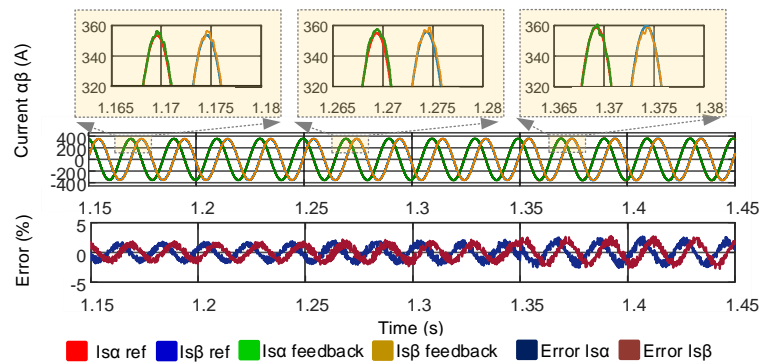 360 360 360
340 340 340
320 320 320
1.165 1.17 1.175 1.18 1.265 1.27 1.275 1.28 1.365 1.37 1.375 1.38
Current αβ (A)
400
200
0
-200
-400
1.15 1.2 1.25 1.3 1.35 1.4 1.45
Error (%)
5
0
-5
1.15 1.2 1.25 1.3 1.35 1.4 1.45
Time (s)
Isα ref Isβ ref Isα feedback Isβ feedback Error Isα Error Isβ